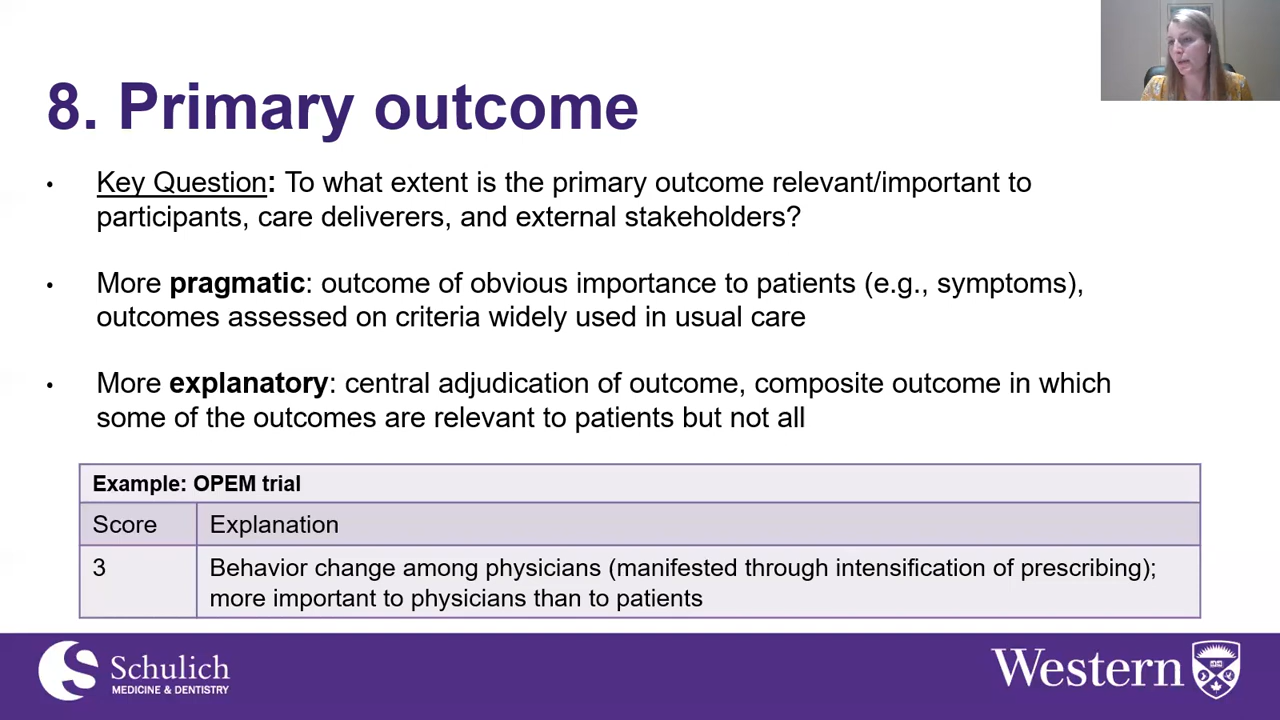 8. Primary outcome
• Key Question: To what extent is the primary outcome relevant/important to
participants, care deliverers, and external stakeholders?
• More pragmatic: outcome of obvious importance to patients (e.g., symptoms),
outcomes assessed on criteria widely used in usual care
• More explanatory: central adjudication of outcome, composite outcome in which
some of the outcomes are relevant to patients but not all
Example: OPEM trial
Score Explanation
3 Behavior change among physicians (manifested through intensification of prescribing);
more important to physicians than to patients
Schulich
MEDICINE & DENTISTRY
Western